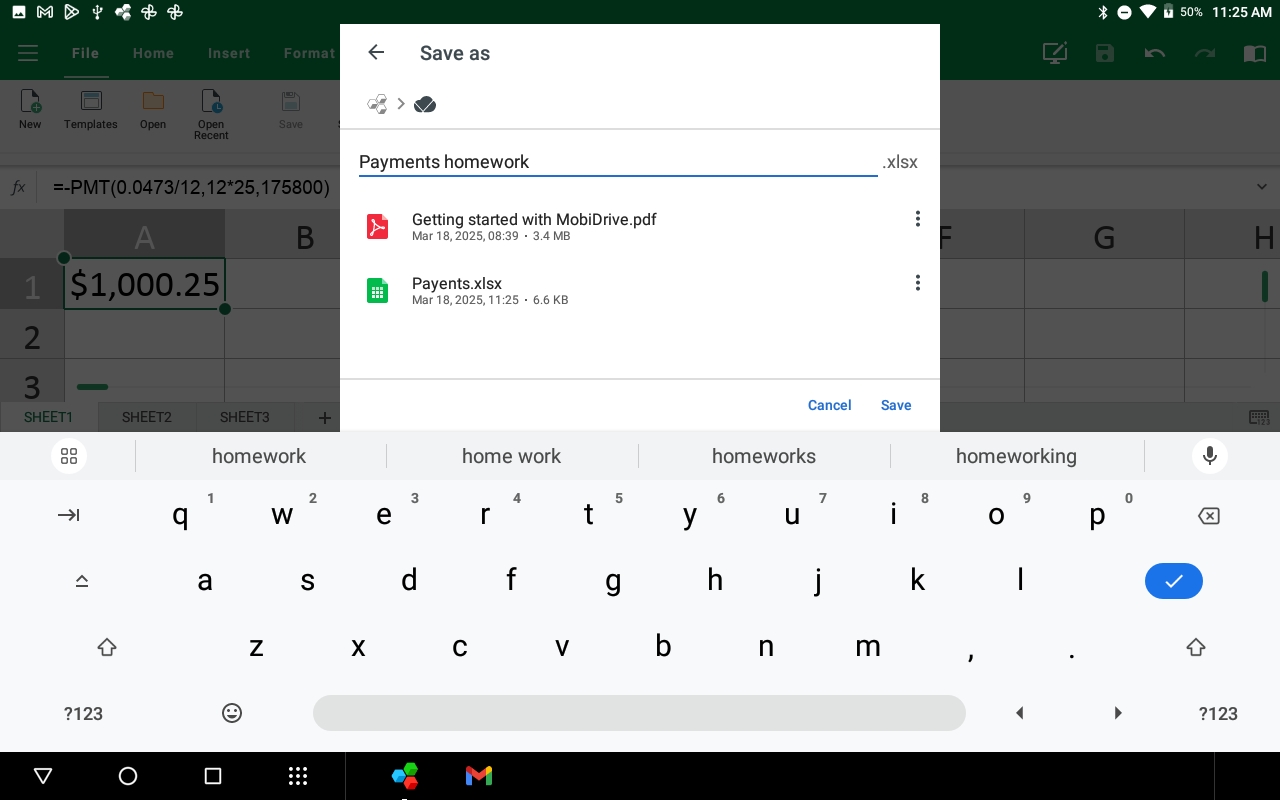 50% 11:25 AM
File Home Insert Format
Save as
New Templates Open Open Recent Save
Payments homework .xlsx
fx =-PMT(0.0473/12,12*25,175800)
Getting started with MobiDrive.pdf
Mar 18, 2025, 08:39 • 3.4 MB
A B F G H
1 $1,000.25
Payents.xlsx
Mar 18, 2025, 11:25 • 6.6 KB
2
3
Cancel Save
SHEET1 SHEET2 SHEET3 +
homework home work homeworks homeworking
q 1 w 2 e 3 r 4 t 5 y 6 u 7 i 8 o 9 p 0
a s d f g h j k l
z x c v b n m , .
?123 ?123